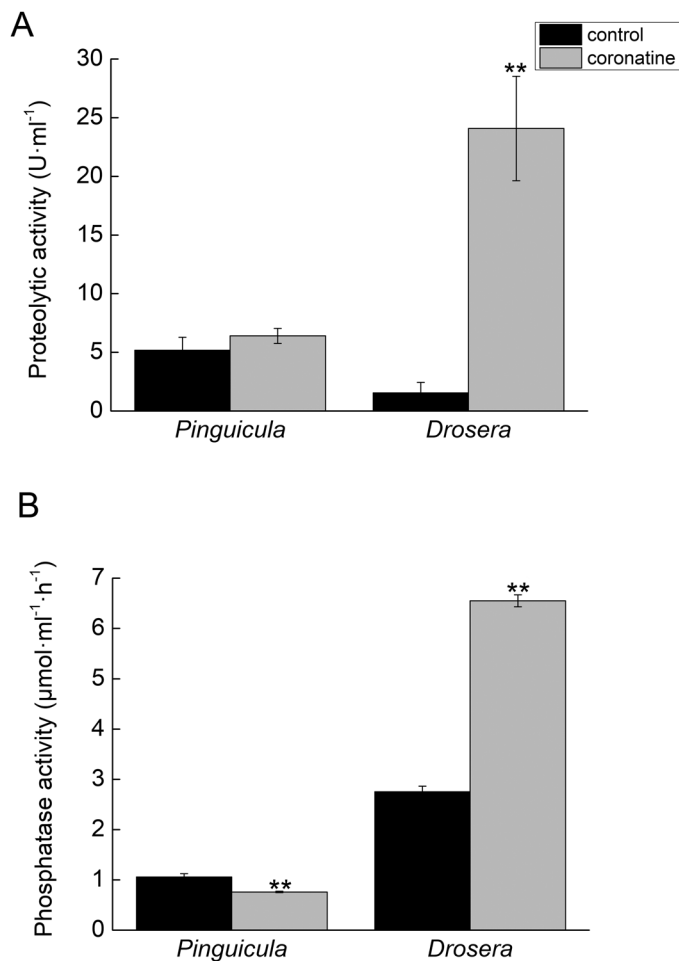 A
control
coronatine
Proteolytic activity (U·ml⁻¹)
30
25
20
15
10
5
0
**
Pinguicula
Drosera
B
Phosphatase activity (µmol·ml⁻¹·h⁻¹)
7
6
5
4
3
2
1
0
**
**
Pinguicula
Drosera